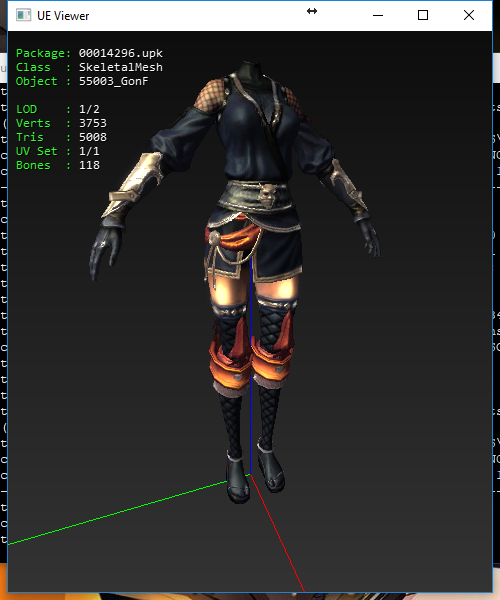 UE Viewer
Package: 00014296.upk
Class  : SkeletalMesh
Object : 55003_GonF
LOD    : 1/2
Verts  : 3753
Tris   : 5008
UV Set : 1/1
Bones  : 118